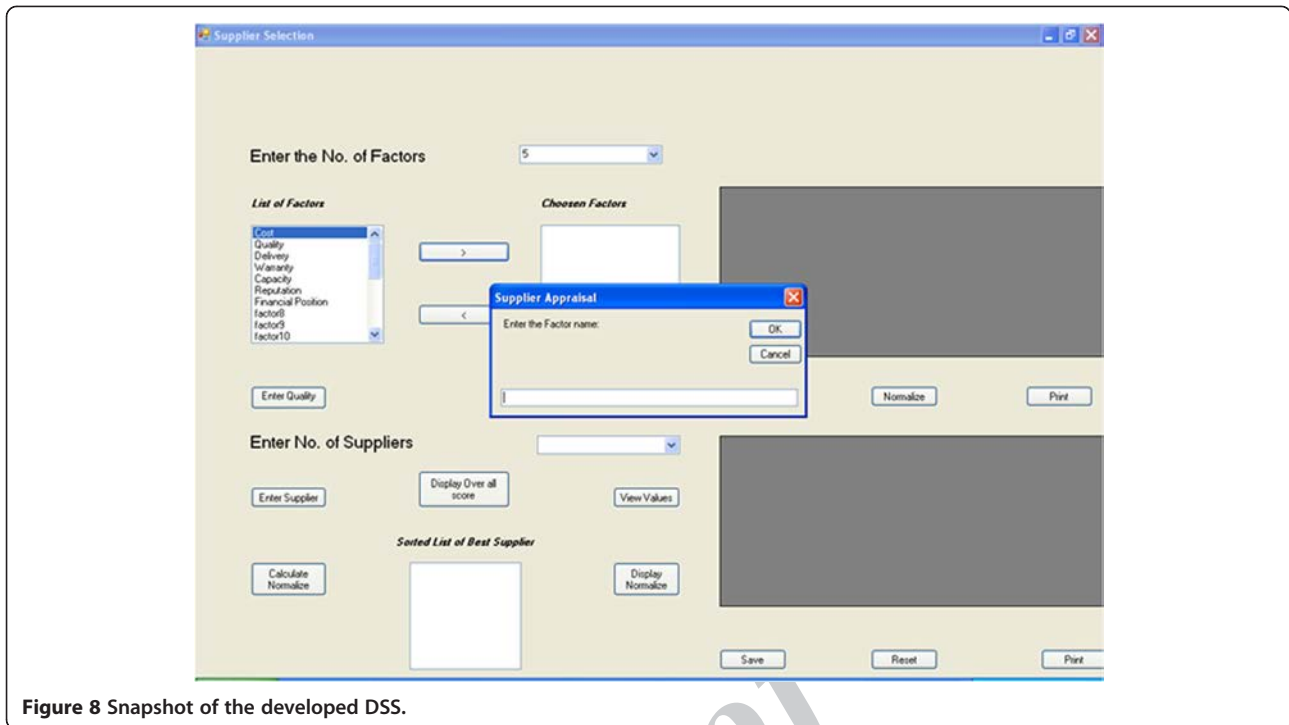 Supplier Selection
Enter the No. of Factors
5
List of Factors
Choosen Factors
Cost
Quality
Delivery
Warranty
Capacity
Reputation
Financial Position
factor8
factor9
factor10
>
<
Supplier Appraisal
Enter the Factor name:
OK
Cancel
Enter Quality
Normalize
Print
Enter No. of Suppliers
Enter Supplier
Display Over all
score
View Values
Sorted List of Best Supplier
Calculate
Normalize
Display
Normalize
Save
Reset
Print
Figure 8 Snapshot of the developed DSS.